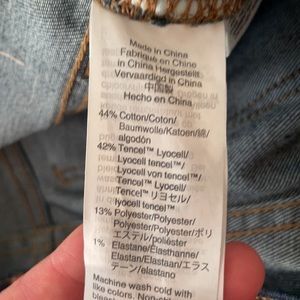 Made in China
Fabriqué en Chine
in China Hergestellt
Vervaardigd in China
中国製
Hecho en China
44% Cotton/Coton/
Baumwolle/Katoen/綿/
algodón
42% Tencel™ Lyocell/
Lyocell tencel™/
Lyocell von tencel™/
Lyocell tencel™/
Tencel™ リヨセル/
lyocell tencel™
13% Polyester/Polyester/
Polyester/Polyester/ポリ
エステル/poliéster
1% Elastane/Élasthanne/
Elastan/Elastaan/エラス
テーン/elastano
Machine wash cold with
like colors.